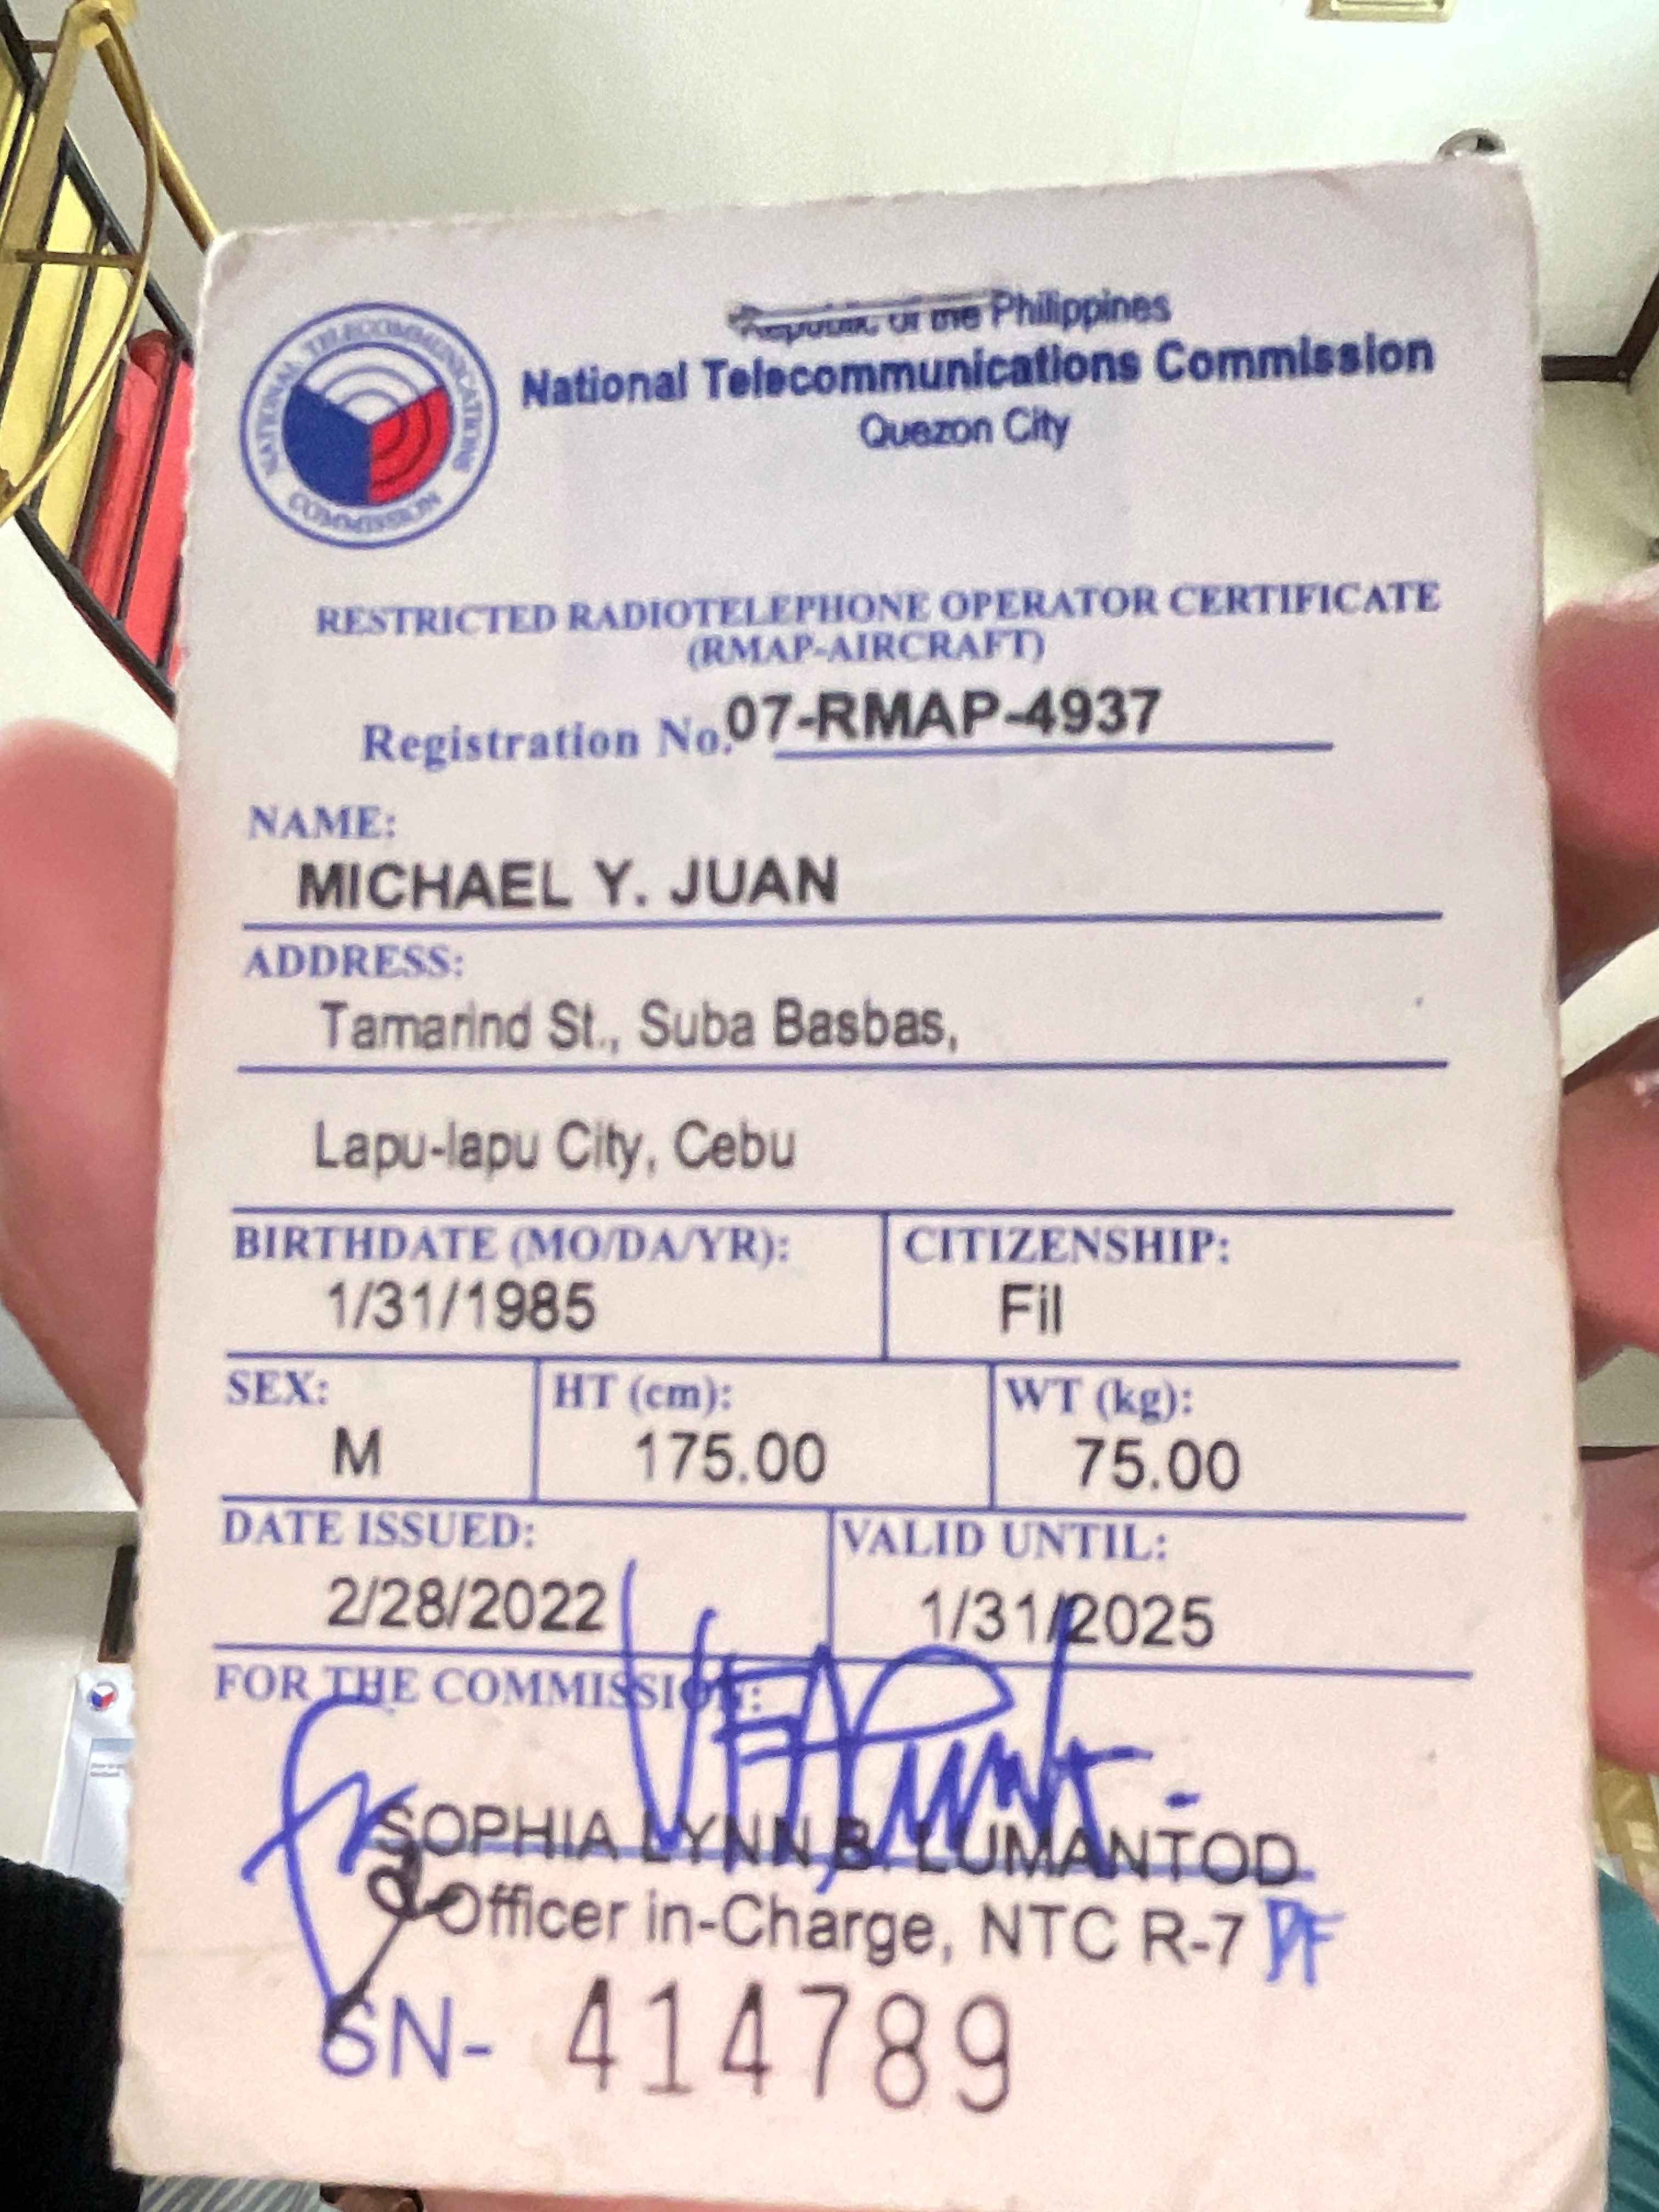 Republic of the Philippines
National Telecommunications Commission
Quezon City
NATIONAL TELECOMMUNICATIONS COMMISSION
RESTRICTED RADIOTELEPHONE OPERATOR CERTIFICATE
(RMAP-AIRCRAFT)
Registration No. 07-RMAP-4937
NAME:
MICHAEL Y. JUAN
ADDRESS:
Tamarind St., Suba Basbas,
Lapu-lapu City, Cebu
BIRTHDATE (MO/DA/YR): CITIZENSHIP:
1/31/1985 Fil
SEX: HT (cm): WT (kg):
M 175.00 75.00
DATE ISSUED: VALID UNTIL:
2/28/2022 1/31/2025
FOR THE COMMISSION:
SOPHIA LYNN B. LUMANTOD
Officer in-Charge, NTC R-7
SN- 414789